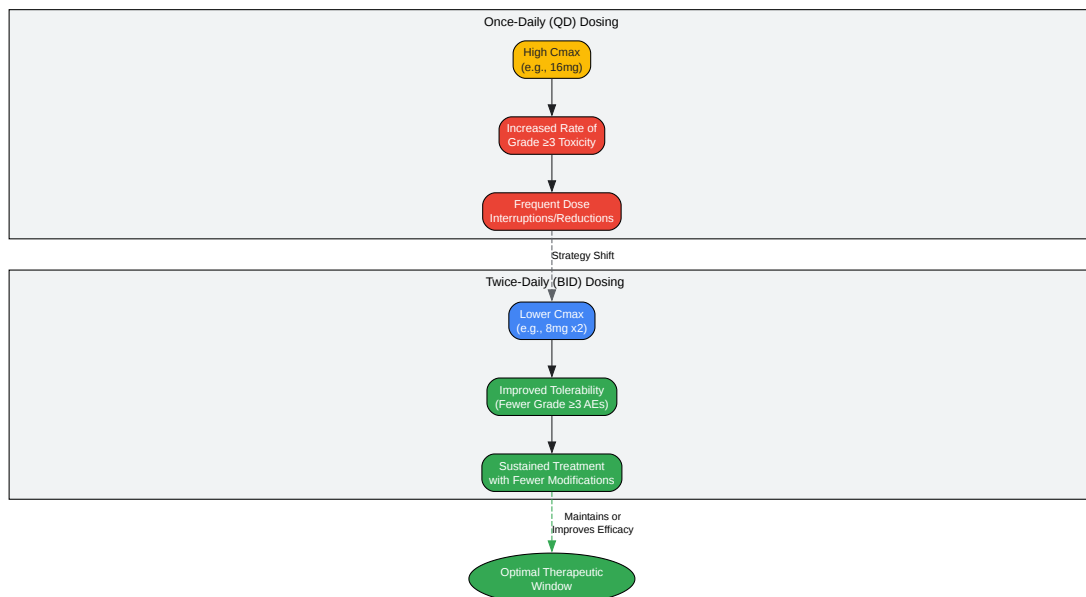 Once-Daily (QD) Dosing
High Cmax
(e.g., 16mg)
Increased Rate of
Grade ≥3 Toxicity
Frequent Dose
Interruptions/Reductions
Strategy Shift
Twice-Daily (BID) Dosing
Lower Cmax
(e.g., 8mg x2)
Improved Tolerability
(Fewer Grade ≥3 AEs)
Sustained Treatment
with Fewer Modifications
Maintains or
Improves Efficacy
Optimal Therapeutic
Window